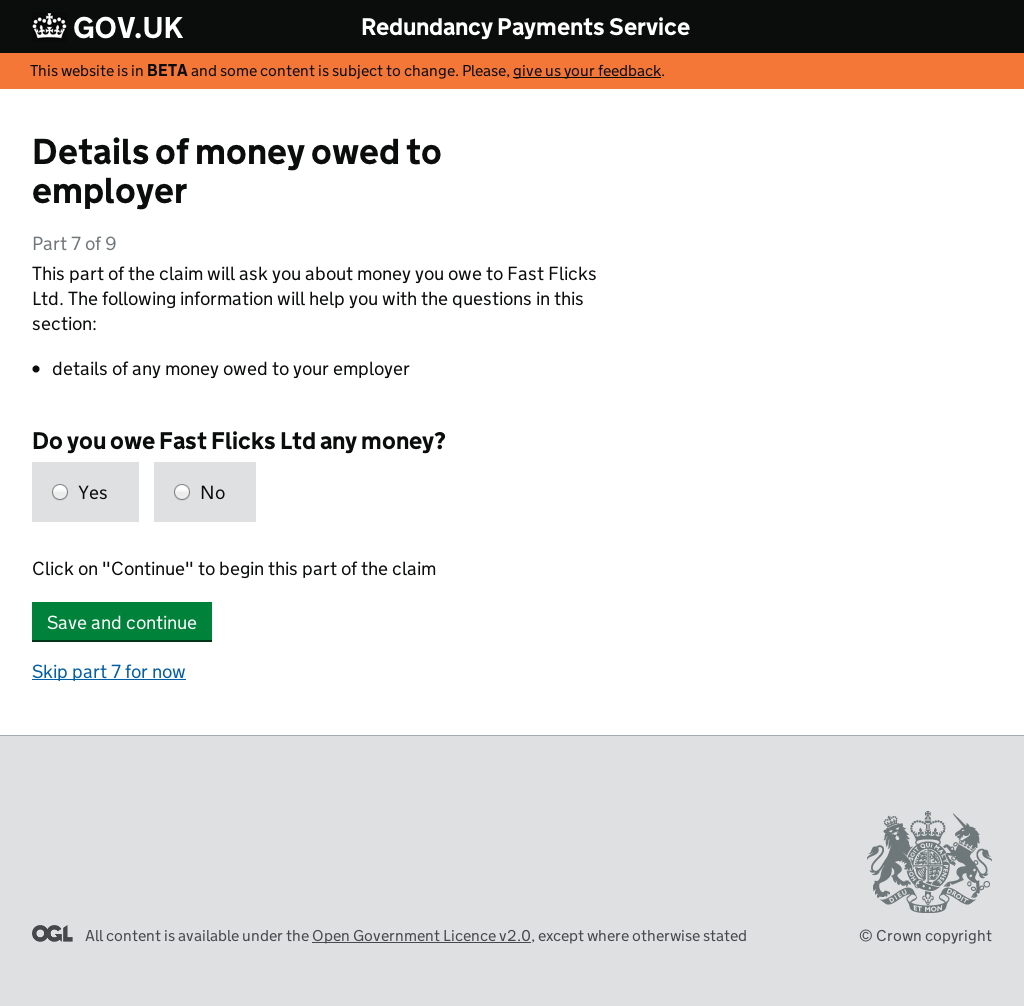 GOV.UK
Redundancy Payments Service
This website is in BETA and some content is subject to change. Please, give us your feedback.
Details of money owed to
employer
Part 7 of 9
This part of the claim will ask you about money you owe to Fast Flicks
Ltd. The following information will help you with the questions in this
section:
• details of any money owed to your employer
Do you owe Fast Flicks Ltd any money?
Yes
No
Click on "Continue" to begin this part of the claim
Save and continue
Skip part 7 for now
DIEU ET MON DROIT
OGL
All content is available under the Open Government Licence v2.0, except where otherwise stated
© Crown copyright